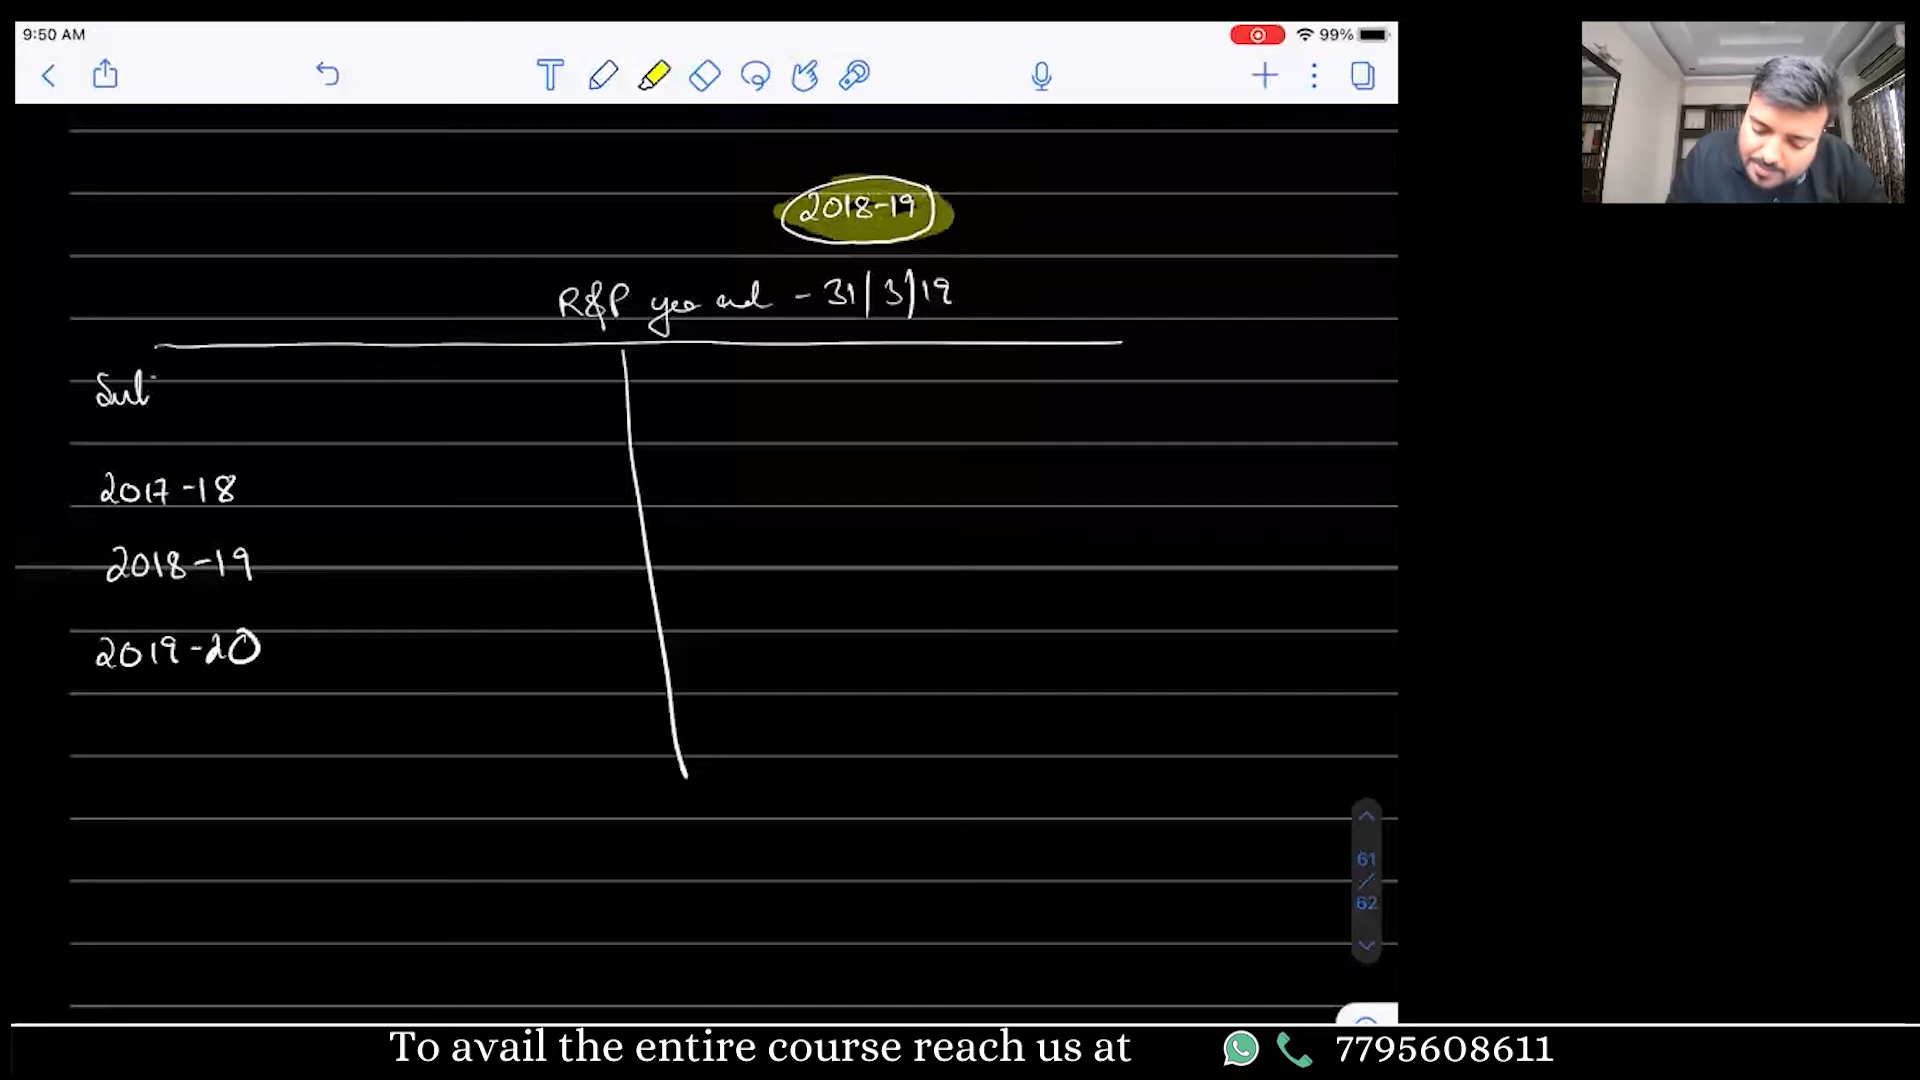 9:50 AM
99%
2018-19
R&P year end - 31/3/19
Sub
2017-18
2018-19
2019-20
61
62
To avail the entire course reach us at 7795608611